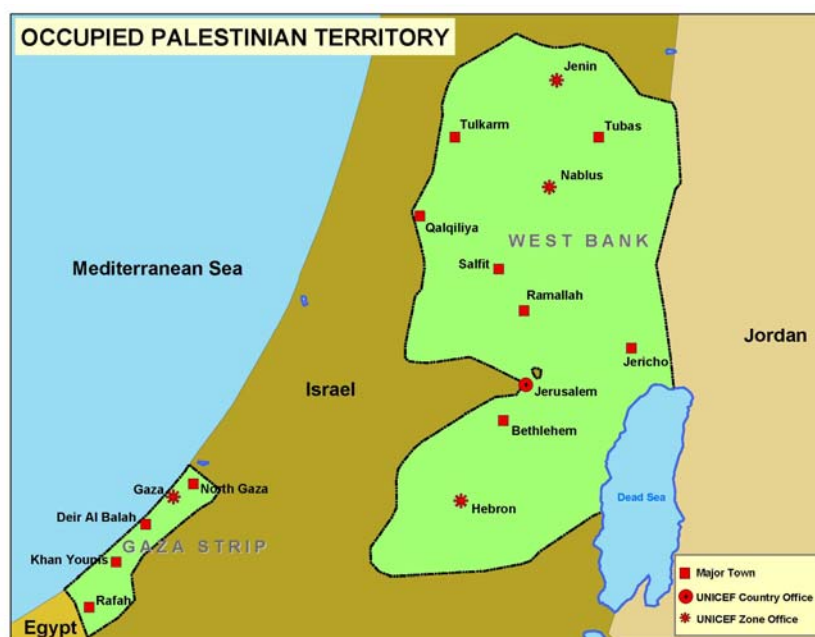 OCCUPIED PALESTINIAN TERRITORY
Jenin
Tulkarm
Tubas
Nablus
Qalqiliya
WEST BANK
Salfit
Mediterranean Sea
Ramallah
Jordan
Jericho
Israel
Jerusalem
Bethlehem
Gaza
North Gaza
Hebron
Dead Sea
Deir Al Balah
GAZA STRIP
Khan Younis
Rafah
Egypt
Major Town
UNICEF Country Office
UNICEF Zone Office